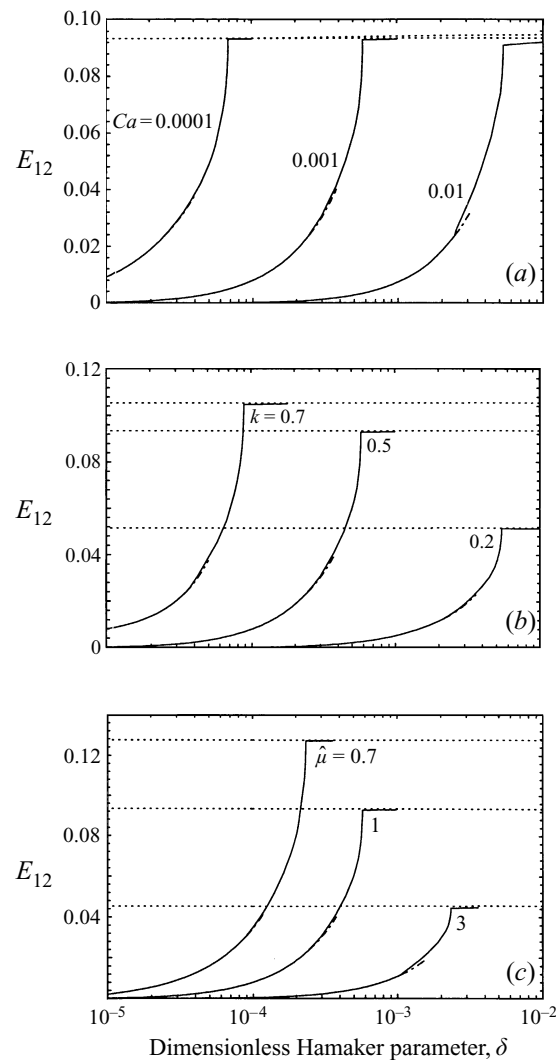 0.10
0.08
Ca = 0.0001
0.06
E12
0.001
0.04
0.01
0.02
(a)
0
0.12
k = 0.7
0.5
0.08
E12
0.2
0.04
(b)
0
0.12
μ̂ = 0.7
0.08
1
E12
0.04
3
(c)
10−5
10−4
10−3
10−2
Dimensionless Hamaker parameter, δ